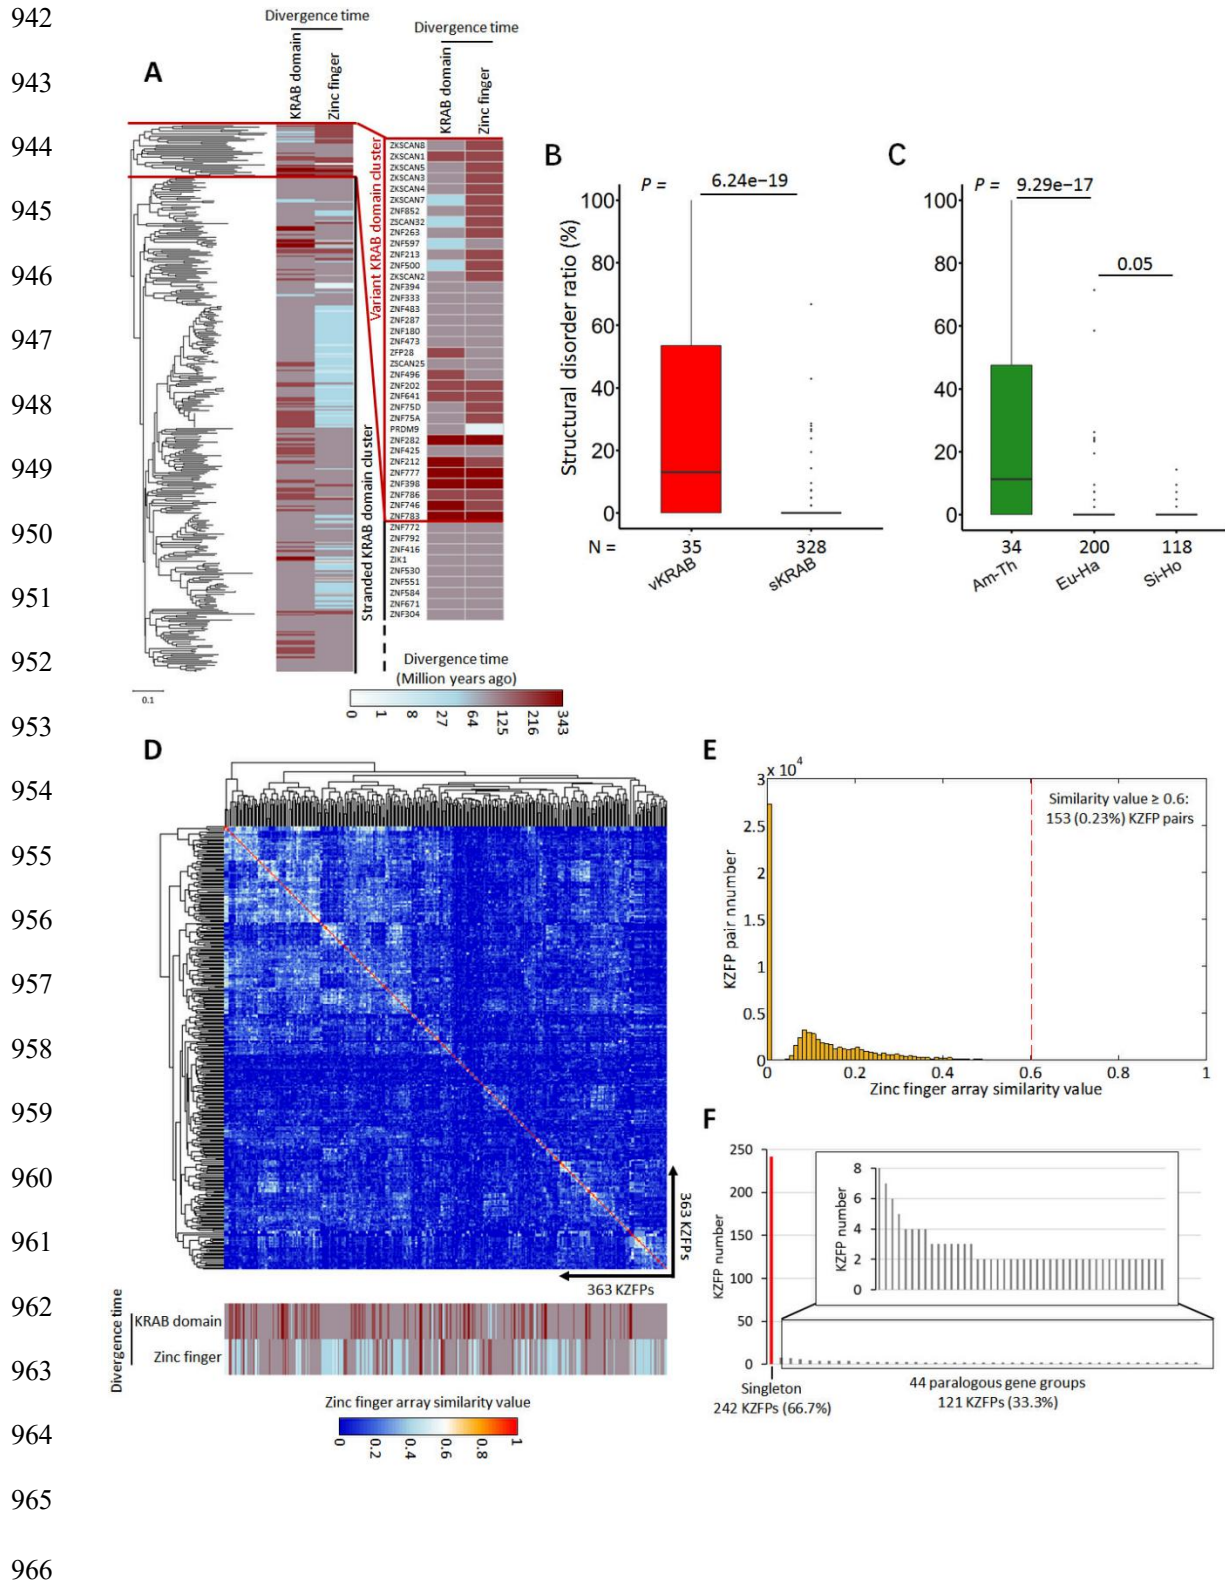 942
943
944
945
946
947
948
949
950
951
952
953
954
955
956
957
958
959
960
961
962
963
964
965
966
A
Divergence time
KRAB domain
Zinc finger
Divergence time
KRAB domain
Zinc finger
Variant KRAB domain cluster
Stranded KRAB domain cluster
ZKSCAN8
ZKSCAN1
ZKSCAN5
ZKSCAN3
ZKSCAN4
ZKSCAN7
ZNF852
ZSCAN32
ZNF263
ZNF597
ZNF213
ZNF500
ZKSCAN2
ZNF394
ZNF333
ZNF483
ZNF287
ZNF180
ZNF473
ZFP28
ZSCAN25
ZNF496
ZNF202
ZNF641
ZNF75D
ZNF75A
PRDM9
ZNF282
ZNF425
ZNF212
ZNF777
ZNF398
ZNF786
ZNF746
ZNF783
ZNF772
ZNF792
ZNF416
ZIK1
ZNF530
ZNF551
ZNF584
ZNF671
ZNF304
0.1
Divergence time
(Million years ago)
0 1 8 27 64 125 216 343
B
P = 6.24e−19
Structural disorder ratio (%)
100
80
60
40
20
0
N = 35 328
vKRAB sKRAB
C
P = 9.29e−17
0.05
100
80
60
40
20
0
34 200 118
Am-Th Eu-Ha Si-Ho
D
363 KZFPs
363 KZFPs
Divergence time
KRAB domain
Zinc finger
Zinc finger array similarity value
0 0.2 0.4 0.6 0.8 1
E
x 10^4
3
2.5
2
1.5
1
0.5
0
KZFP pair nnumber
Similarity value ≥ 0.6:
153 (0.23%) KZFP pairs
0 0.2 0.4 0.6 0.8 1
Zinc finger array similarity value
F
250
200
150
100
50
0
KZFP number
8
6
4
2
0
KZFP number
Singleton
242 KZFPs (66.7%)
44 paralogous gene groups
121 KZFPs (33.3%)